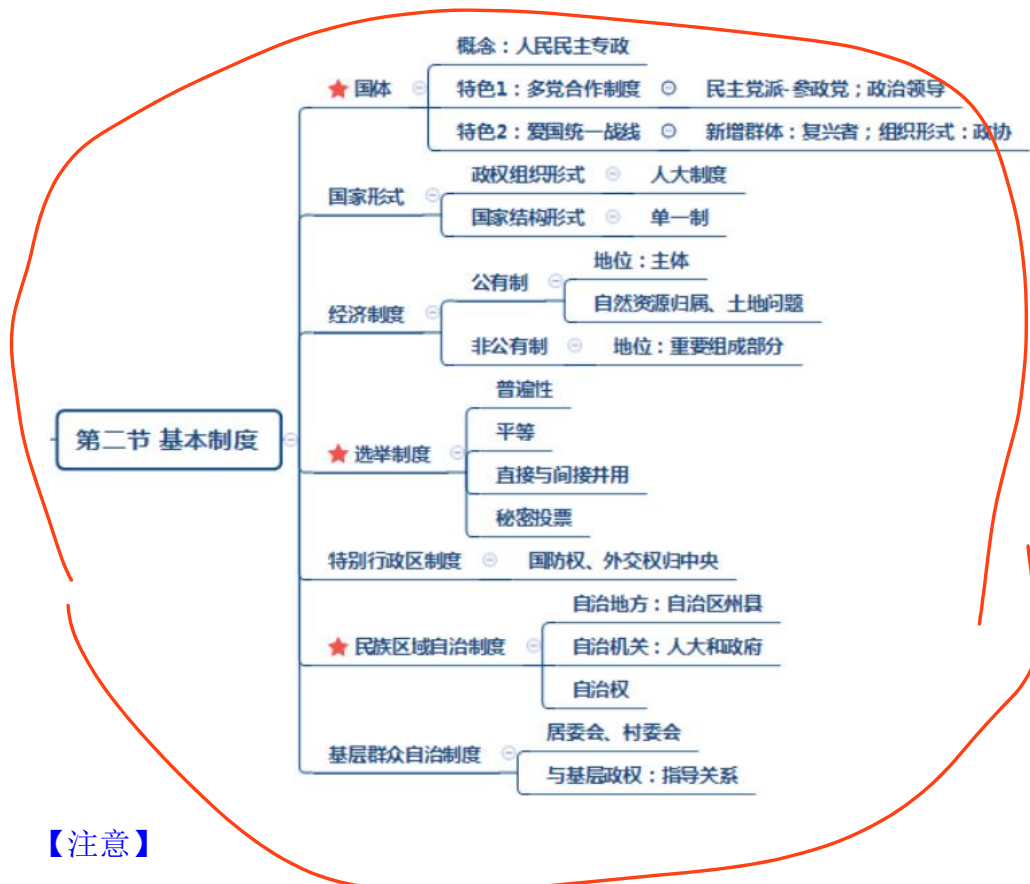 概念：人民民主专政
★ 国体
特色1：多党合作制度
民主党派-参政党；政治领导
特色2：爱国统一战线
新增群体：复兴者；组织形式：政协
国家形式
政权组织形式
人大制度
国家结构形式
单一制
经济制度
公有制
地位：主体
自然资源归属、土地问题
非公有制
地位：重要组成部分
第二节 基本制度
★ 选举制度
普遍性
平等
直接与间接并用
秘密投票
特别行政区制度
国防权、外交权归中央
★ 民族区域自治制度
自治地方：自治区州县
自治机关：人大和政府
自治权
基层群众自治制度
居委会、村委会
与基层政权：指导关系
【注意】